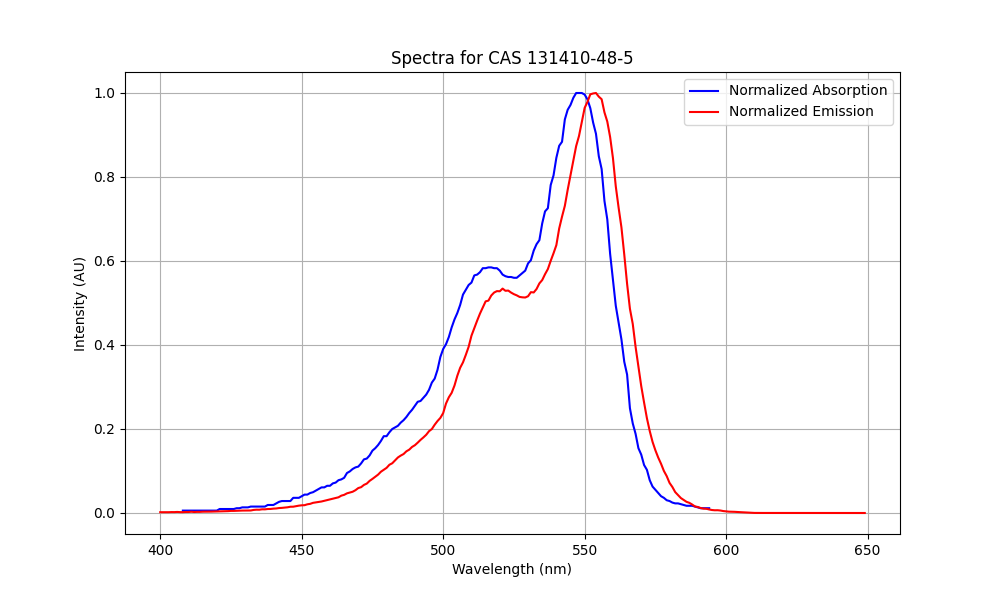 Spectra for CAS 131410-48-5
Normalized Absorption
Normalized Emission
Intensity (AU)
1.0
0.8
0.6
0.4
0.2
0.0
400 450 500 550 600 650
Wavelength (nm)